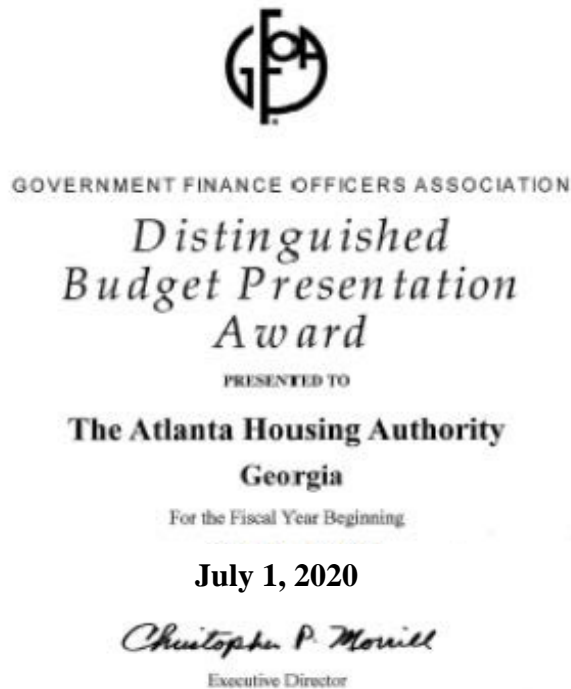 GFOA
GOVERNMENT FINANCE OFFICERS ASSOCIATION
Distinguished
Budget Presentation
Award
PRESENTED TO
The Atlanta Housing Authority
Georgia
For the Fiscal Year Beginning
July 1, 2020
Christopher P. Morrill
Executive Director